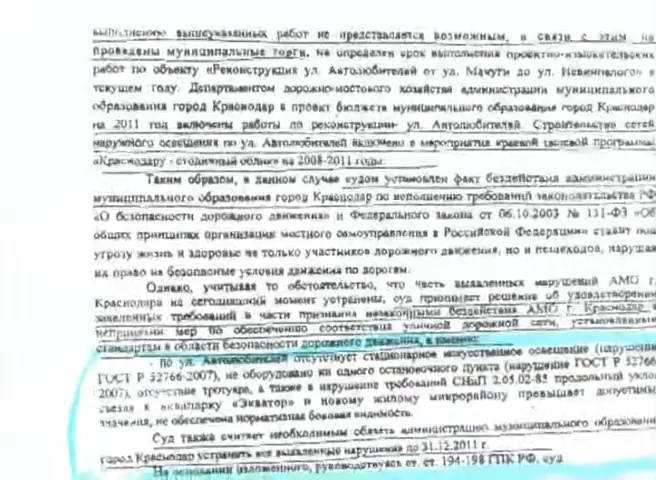 выполнению вышеуказанных работ не представляется возможным, в связи с этим не
проведены муниципальные торги, не определен срок выполнения проектно-изыскательских
работ по объекту «Реконструкция ул. Автолюбителей от ул. Мачуги до ул. в
текущем году. Департаментом дорожно-мостового хозяйства администрации муниципального
образования город Краснодар в проект бюджета муниципального образования город Краснодар
на 2011 год включены работы по реконструкции ул. Автолюбителей. Строительство сетей
наружного освещения по ул. Автолюбителей включено в мероприятия краевой целевой программы
«Краснодару - столичный облик» на 2008-2011 годы.
Таким образом, в данном случае судом установлен факт бездействия администрации
муниципального образования город Краснодар по исполнению требований законодательства РФ
«О безопасности дорожного движения» и Федерального закона от 06.10.2003 № 131-ФЗ «Об
общих принципах организации местного самоуправления в Российской Федерации» ставит под
угрозу жизнь и здоровье не только участников дорожного движения, но и пешеходов, нарушая
их право на безопасные условия движения по дорогам.
Однако, учитывая то обстоятельство, что часть выявленных нарушений АМО г.
Краснодара на сегодняшний момент устранены, суд принимает решение об удовлетворении
заявленных требований в части признания незаконными бездействия АМО г. Краснодар в
непринятии мер по обеспечению соответствия уличной дорожной сети, установленным
стандартам в области безопасности дорожного движения, а именно:
- по ул. Автолюбителей отсутствует стационарное искусственное освещение (нарушение
ГОСТ Р 52766-2007), не оборудовано ни одного остановочного пункта (нарушение ГОСТ Р 52766
2007), отсутствие тротуара, а также в нарушение требований СНиП 2.05.02-85 продольный уклон
съезда к аквапарку «Экватор» и новому жилому микрорайону превышает допустимые
значения, не обеспечена нормативная боковая видимость.
Суд также считает необходимым обязать администрацию муниципального образования
город Краснодар устранить все выявленные нарушения до 31.12.2011 г.
На основании изложенного, руководствуясь ст. ст. 194-198 ГПК РФ, суд